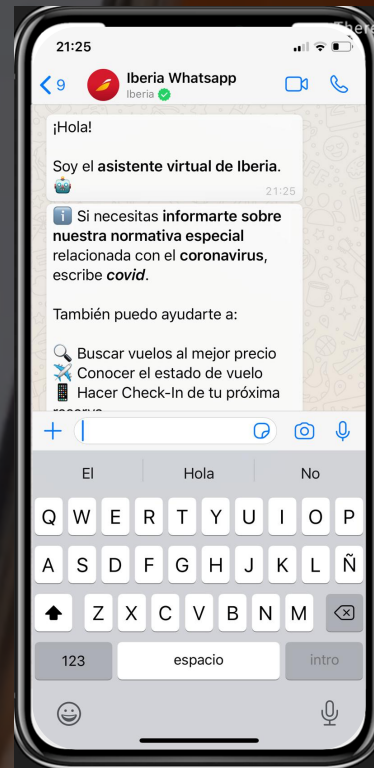 There
21:25
9
Iberia Whatsapp
Iberia
¡Hola!
Soy el asistente virtual de Iberia.
21:25
Si necesitas informarte sobre
nuestra normativa especial
relacionada con el coronavirus,
escribe covid.
También puedo ayudarte a:
Buscar vuelos al mejor precio
Conocer el estado de vuelo
Hacer Check-In de tu próxima
reserva
El Hola No
Q W E R T Y U I O P
A S D F G H J K L Ñ
Z X C V B N M
123 espacio intro